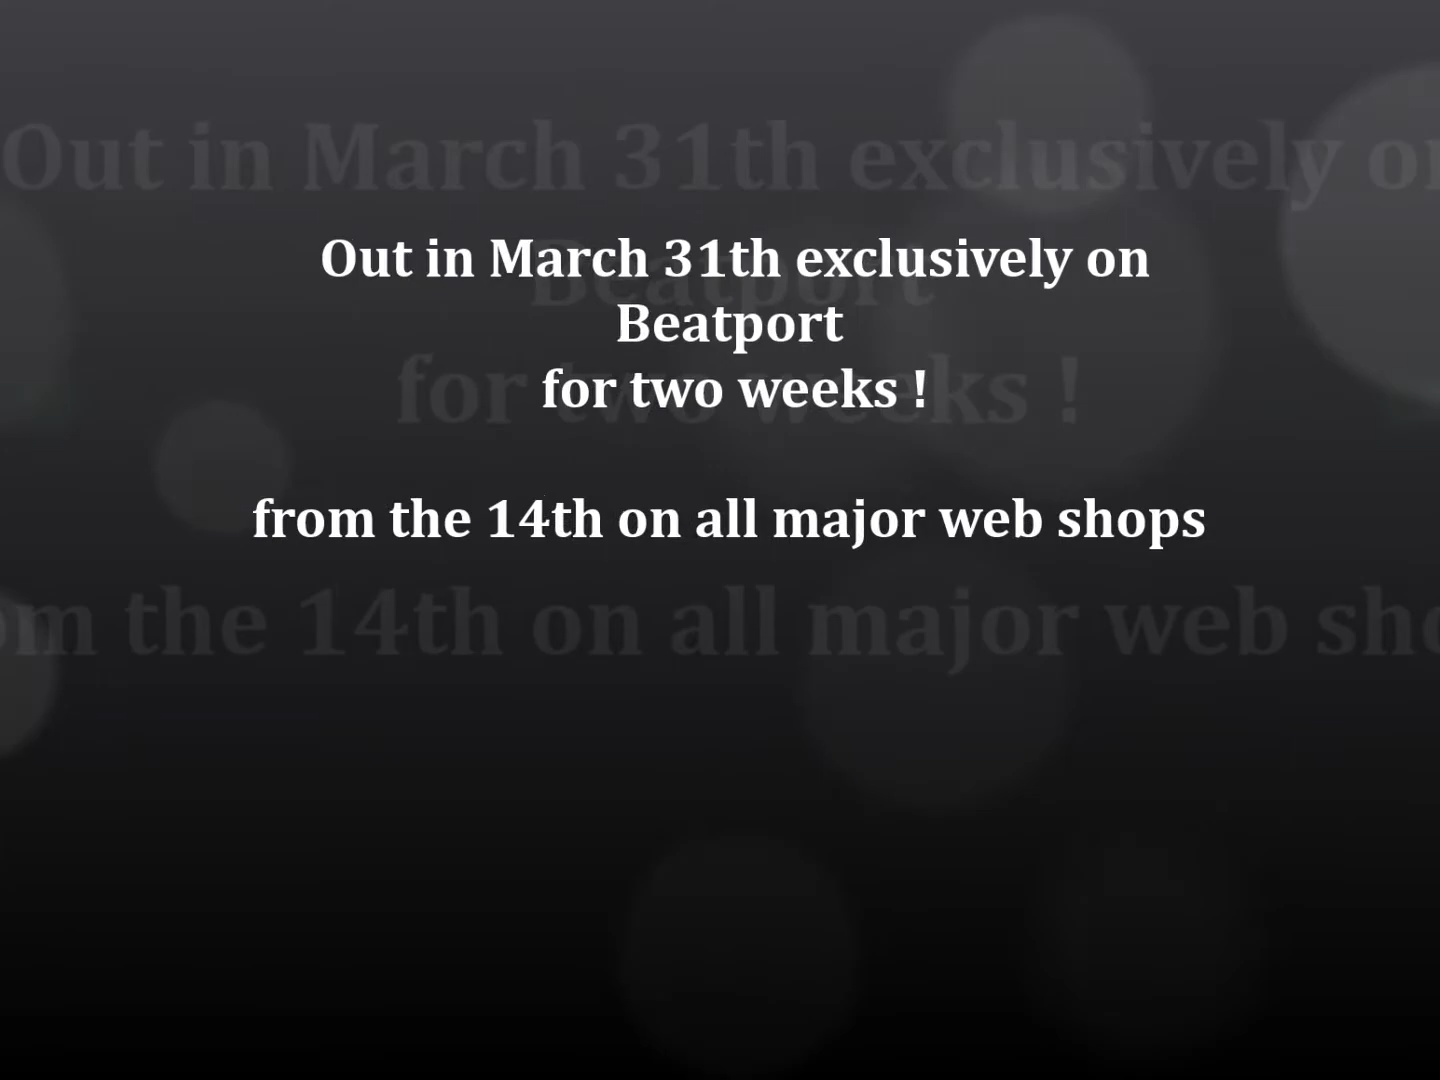 Out in March 31th exclusively on
Beatport
for two weeks !
from the 14th on all major web shops